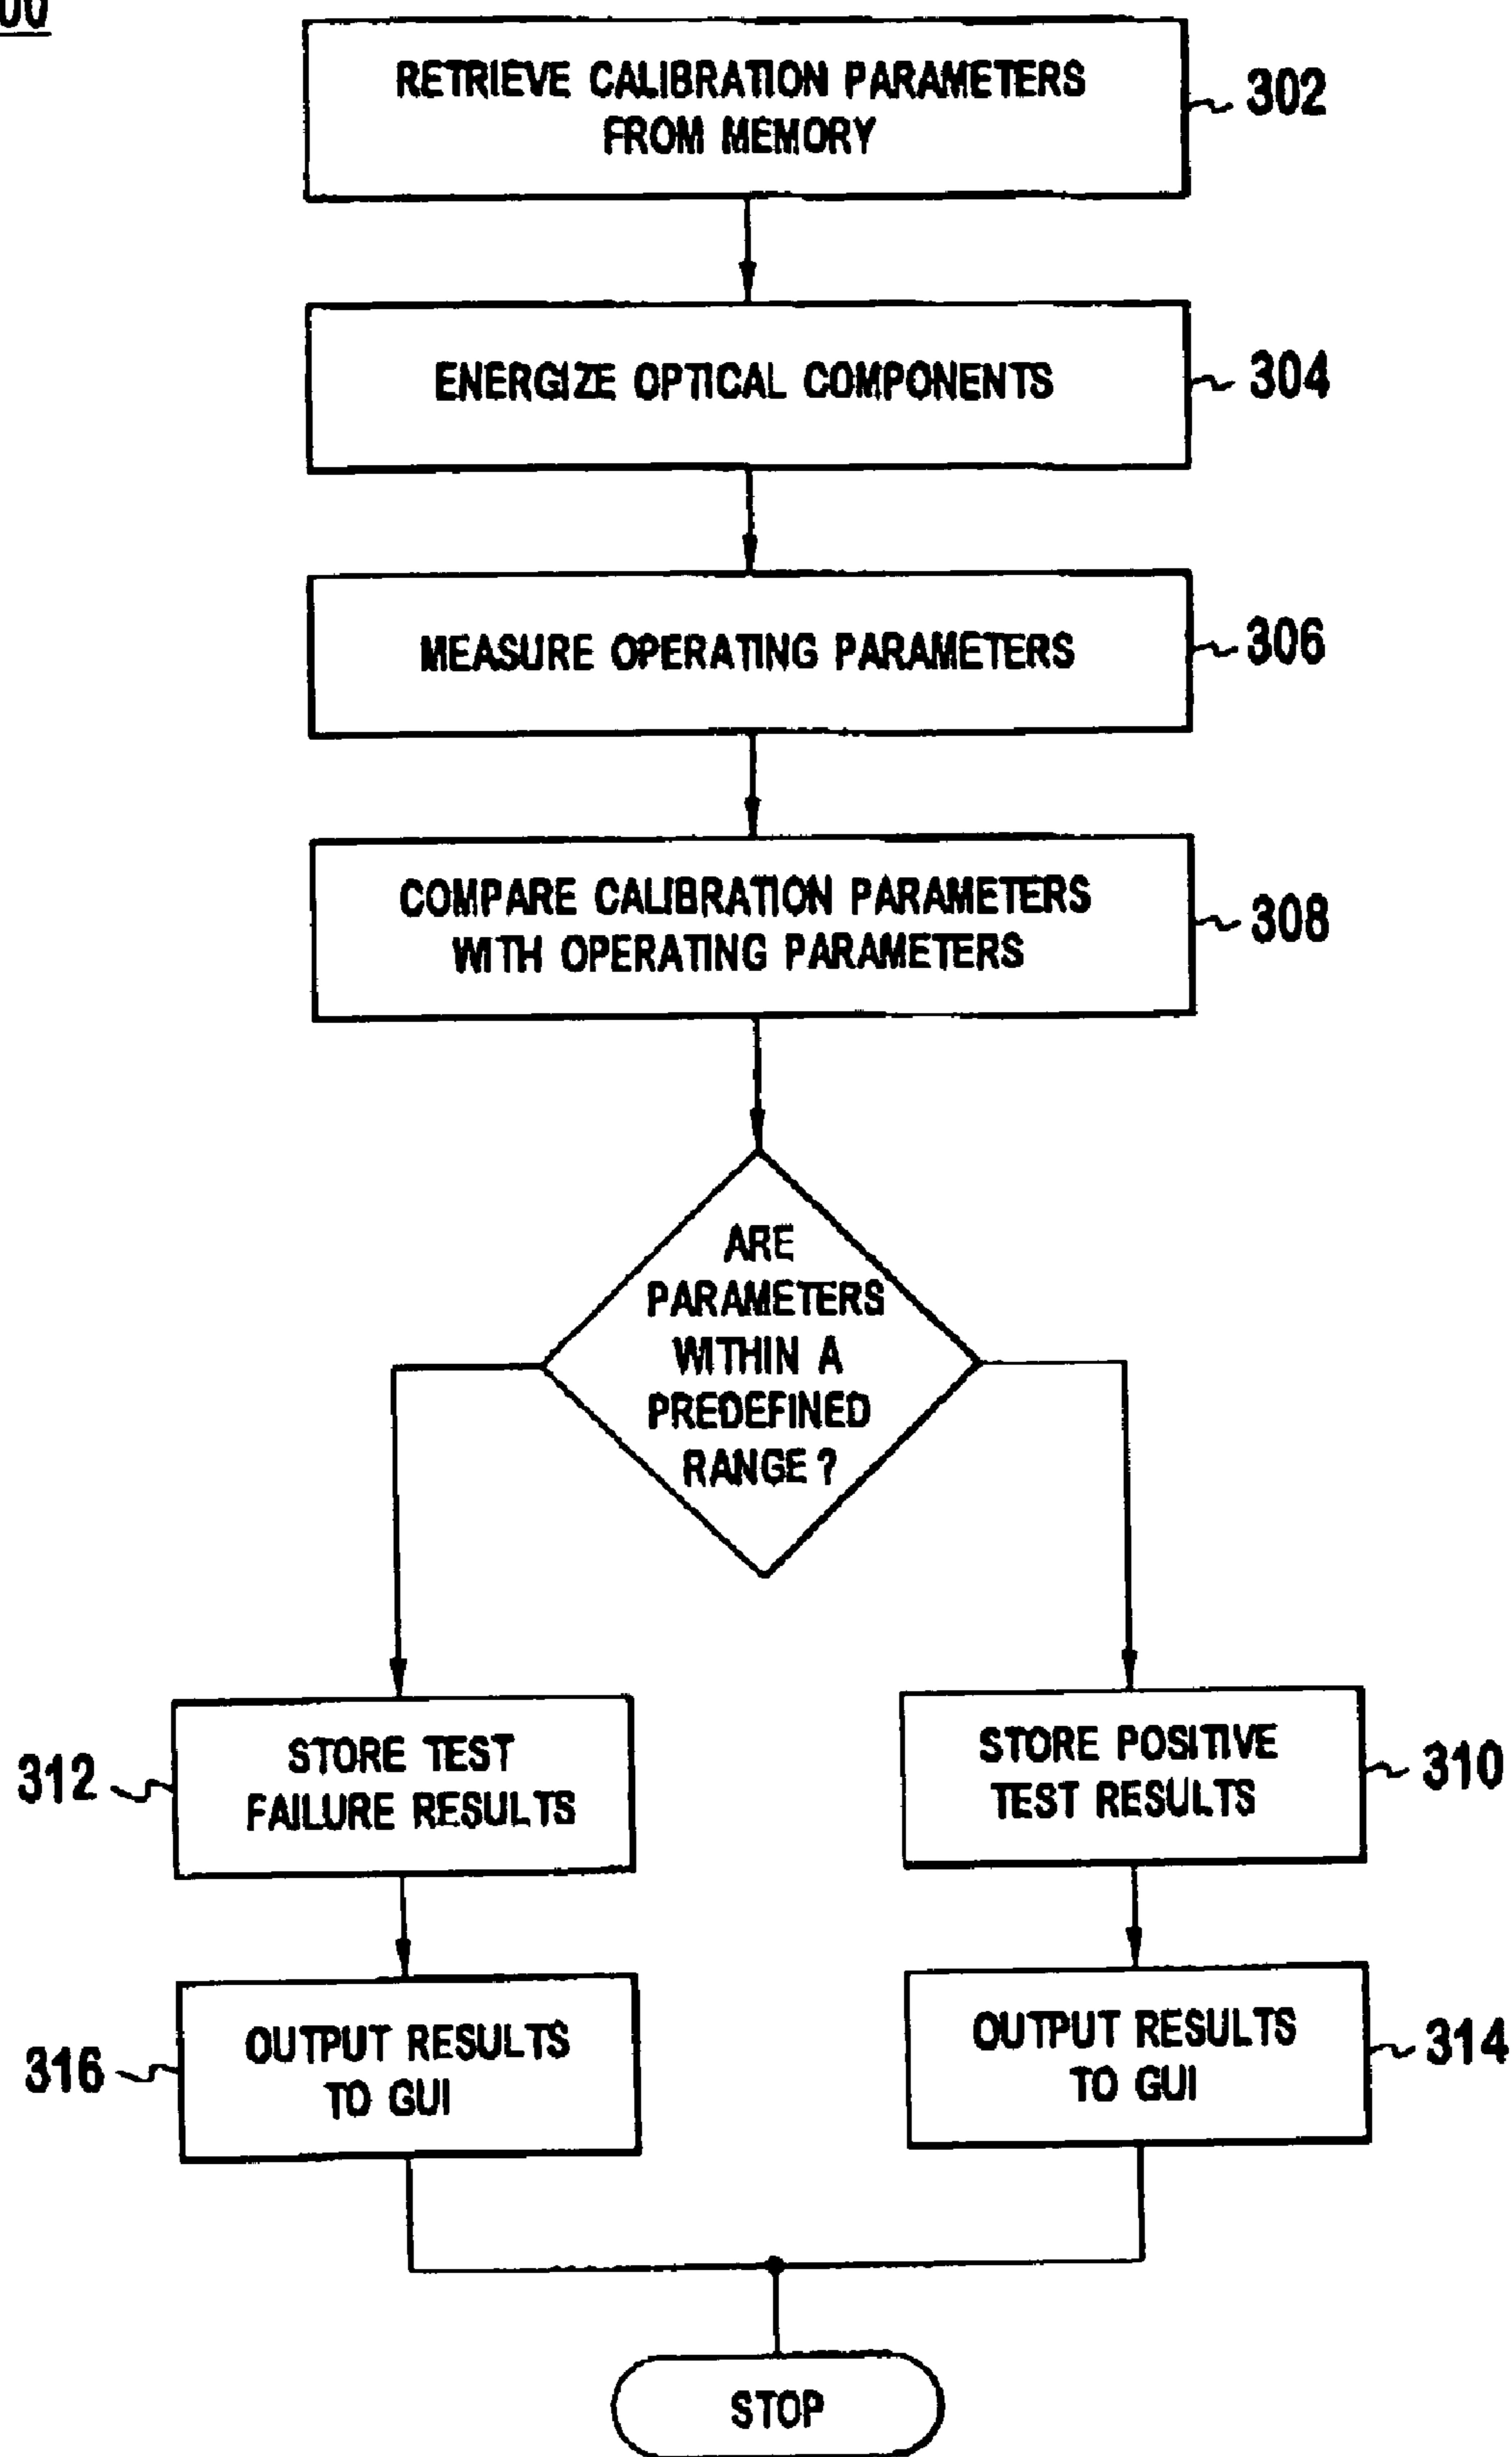 RETRIEVE CALIBRATION PARAMETERS
FROM MEMORY
302
ENERGIZE OPTICAL COMPONENTS
304
MEASURE OPERATING PARAMETERS
306
COMPARE CALIBRATION PARAMETERS
WITH OPERATING PARAMETERS
308
ARE
PARAMETERS
WITHIN A
PREDEFINED
RANGE ?
312
STORE TEST
FAILURE RESULTS
STORE POSITIVE
TEST RESULTS
310
316
OUTPUT RESULTS
TO GUI
OUTPUT RESULTS
TO GUI
314
STOP